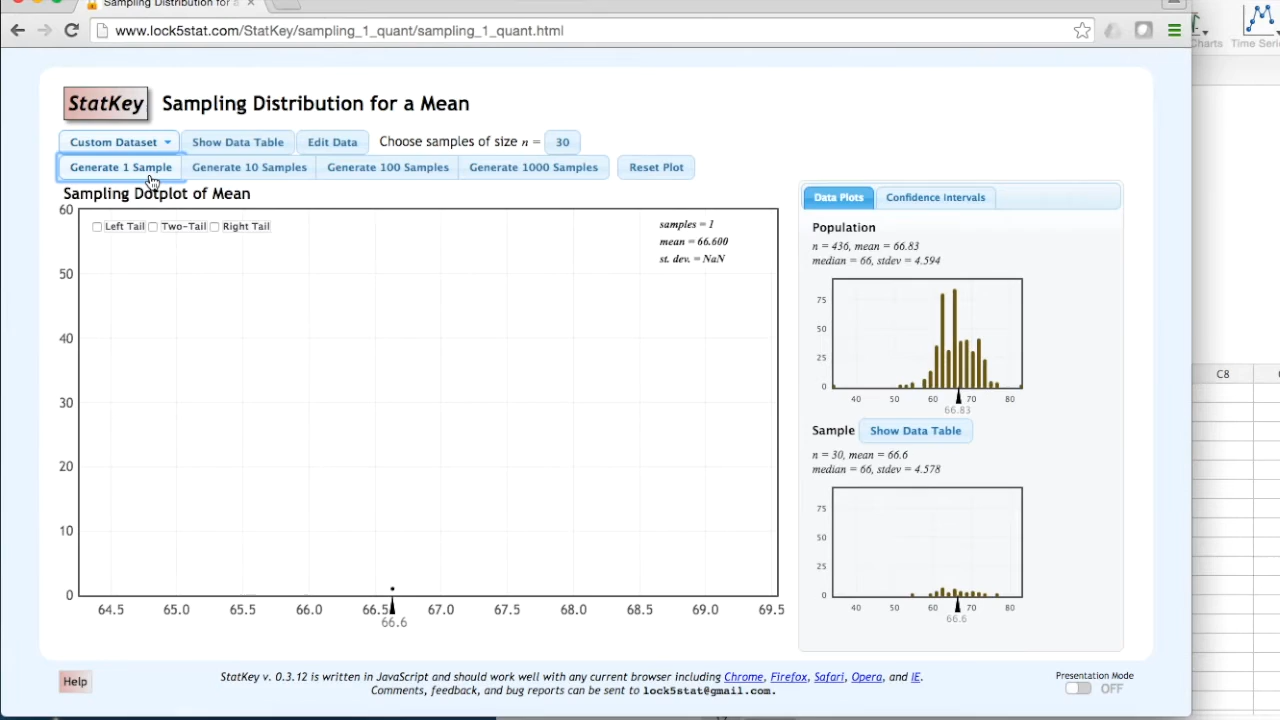 Sampling Distribution for a
www.lock5stat.com/StatKey/sampling_1_quant/sampling_1_quant.html
Charts Time Serie
StatKey Sampling Distribution for a Mean
Custom Dataset Show Data Table Edit Data Choose samples of size n = 30
Generate 1 Sample Generate 10 Samples Generate 100 Samples Generate 1000 Samples Reset Plot
Sampling Dotplot of Mean
Left Tail Two-Tail Right Tail
samples = 1
mean = 66.600
st. dev. = NaN
60
50
40
30
20
10
0
64.5 65.0 65.5 66.0 66.5 67.0 67.5 68.0 68.5 69.0 69.5
66.6
Data Plots Confidence Intervals
Population
n = 436, mean = 66.83
median = 66, stdev = 4.594
75
50
25
0
40 50 60 70 80
66.83
Sample Show Data Table
n = 30, mean = 66.6
median = 66, stdev = 4.578
75
50
25
0
40 50 60 70 80
66.6
C8
Help
StatKey v. 0.3.12 is written in JavaScript and should work well with any current browser including Chrome, Firefox, Safari, Opera, and IE.
Comments, feedback, and bug reports can be sent to lock5stat@gmail.com.
Presentation Mode
OFF